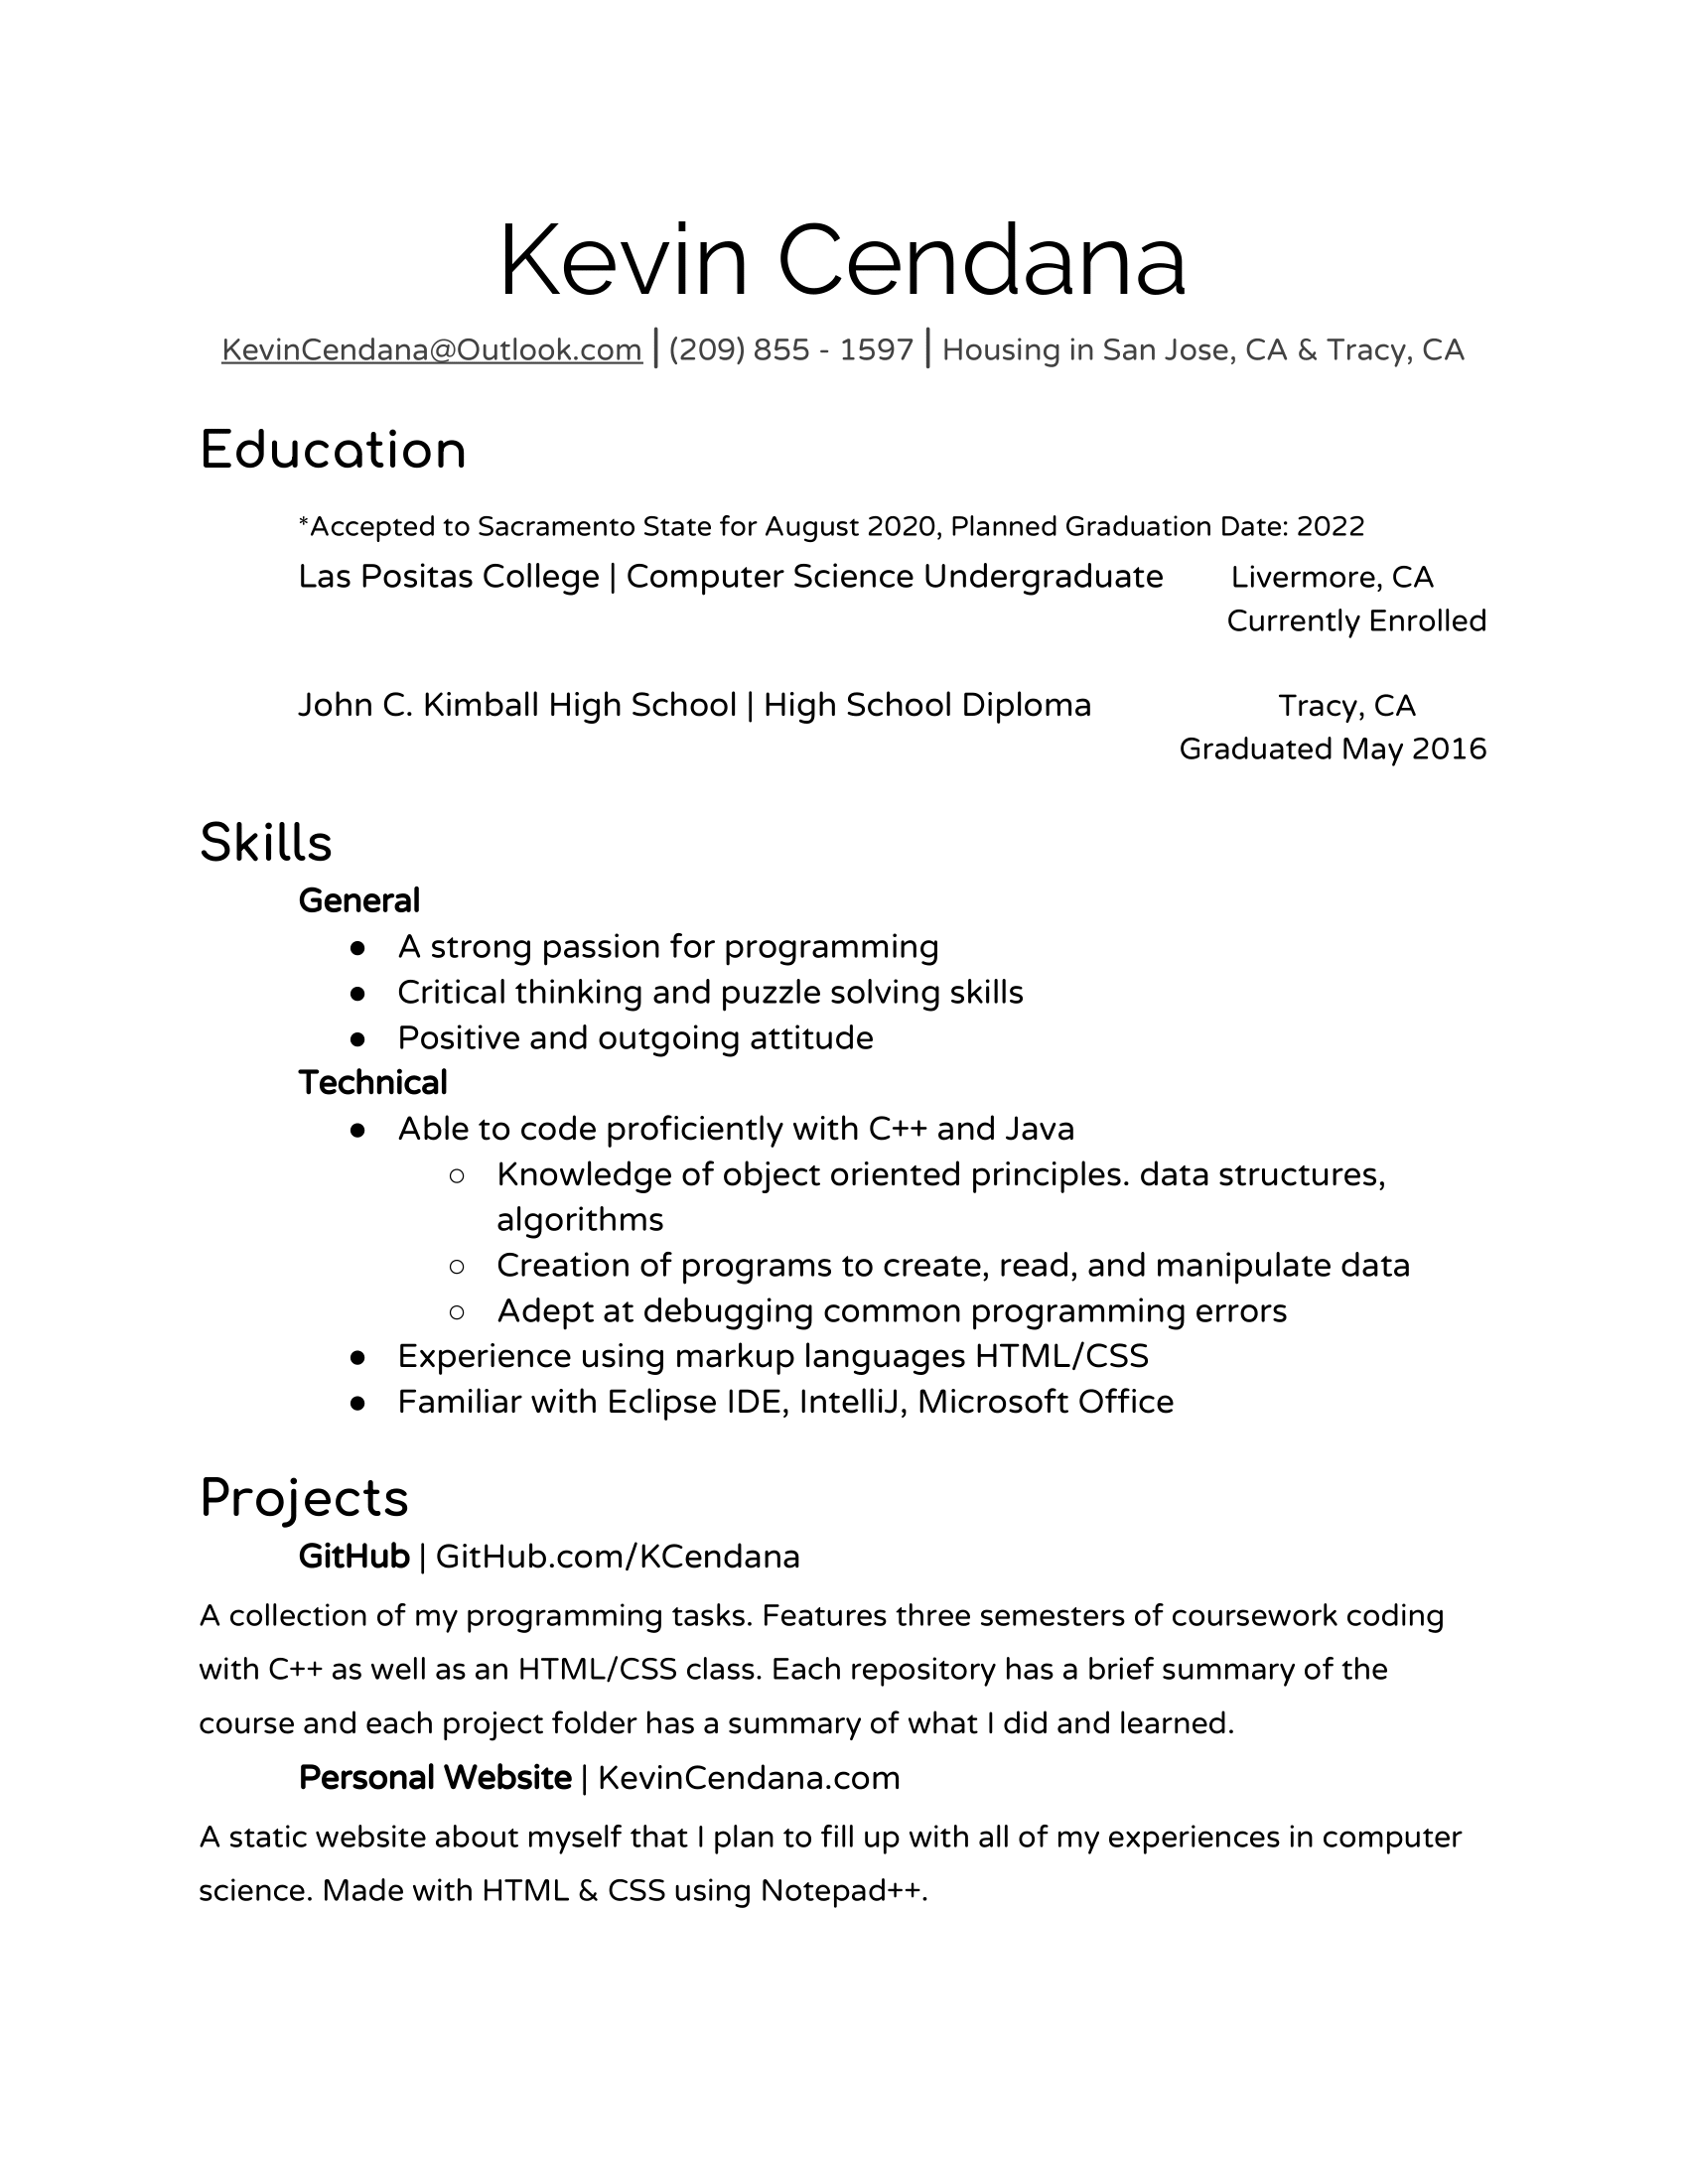 Kevin Cendana
KevinCendana@Outlook.com | (209) 855 - 1597 | Housing in San Jose, CA & Tracy, CA
Education
*Accepted to Sacramento State for August 2020, Planned Graduation Date: 2022
Las Positas College | Computer Science Undergraduate Livermore, CA
Currently Enrolled
John C. Kimball High School | High School Diploma Tracy, CA
Graduated May 2016
Skills
General
● A strong passion for programming
● Critical thinking and puzzle solving skills
● Positive and outgoing attitude
Technical
● Able to code proficiently with C++ and Java
○ Knowledge of object oriented principles. data structures,
algorithms
○ Creation of programs to create, read, and manipulate data
○ Adept at debugging common programming errors
● Experience using markup languages HTML/CSS
● Familiar with Eclipse IDE, IntelliJ, Microsoft Office
Projects
GitHub | GitHub.com/KCendana
A collection of my programming tasks. Features three semesters of coursework coding
with C++ as well as an HTML/CSS class. Each repository has a brief summary of the
course and each project folder has a summary of what I did and learned.
Personal Website | KevinCendana.com
A static website about myself that I plan to fill up with all of my experiences in computer
science. Made with HTML & CSS using Notepad++.